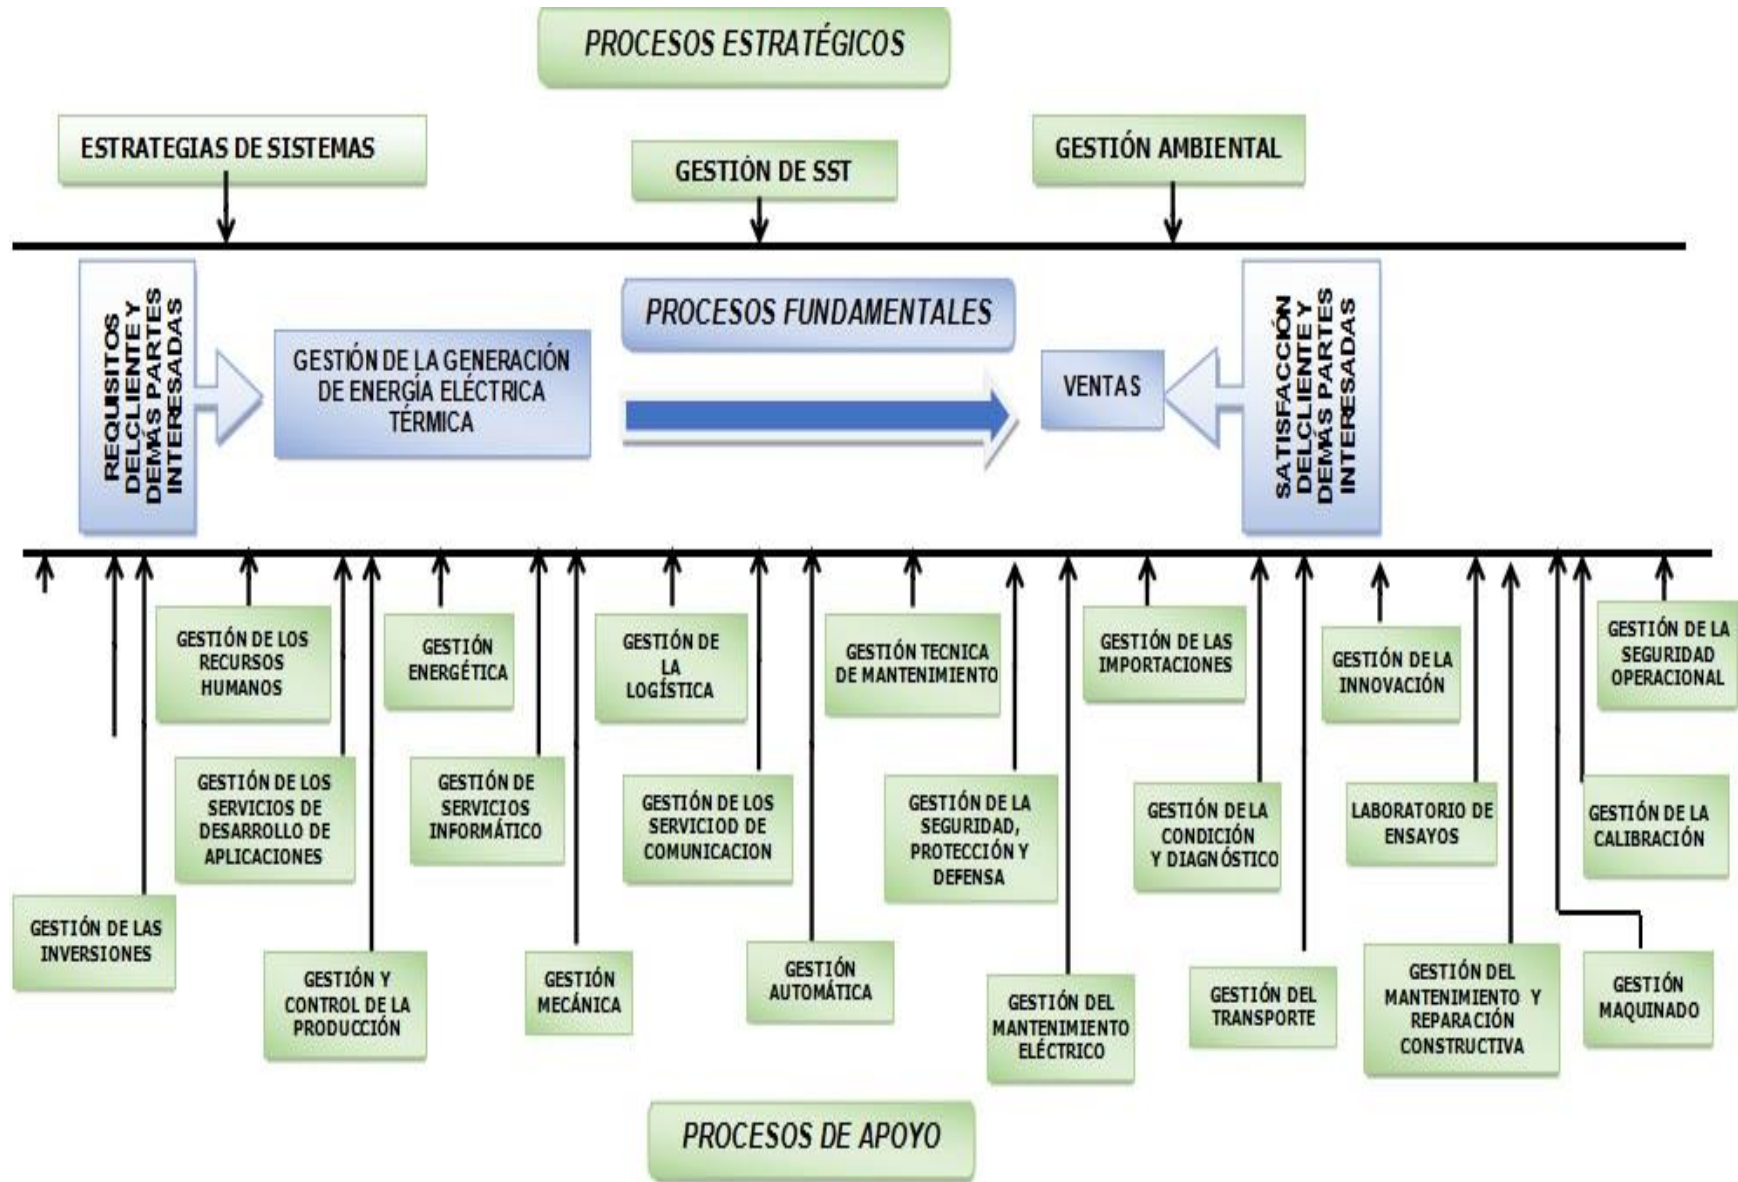 PROCESOS ESTRATÉGICOS
ESTRATEGIAS DE SISTEMAS
GESTIÓN DE SST
GESTIÓN AMBIENTAL
REQUISITOS
DELCLIENTE Y
DEMÁS PARTES
INTERESADAS
GESTIÓN DE LA GENERACIÓN
DE ENERGÍA ELÉCTRICA
TÉRMICA
PROCESOS FUNDAMENTALES
VENTAS
SATISFACCIÓN
DELCLIENTE Y
DEMÁS PARTES
INTERESADAS
GESTIÓN DE LOS
RECURSOS
HUMANOS
GESTIÓN
ENERGÉTICA
GESTIÓN DE
LA
LOGÍSTICA
GESTIÓN TECNICA
DE MANTENIMIENTO
GESTIÓN DE LAS
IMPORTACIONES
GESTIÓN DE LA
INNOVACIÓN
GESTIÓN DE LA
SEGURIDAD
OPERACIONAL
GESTIÓN DE LOS
SERVICIOS DE
DESARROLLO DE
APLICACIONES
GESTIÓN DE
SERVICIOS
INFORMÁTICO
GESTIÓN DE LOS
SERVICIOD DE
COMUNICACION
GESTIÓN DE LA
SEGURIDAD,
PROTECCIÓN Y
DEFENSA
GESTIÓN DE LA
CONDICIÓN
Y DIAGNÓSTICO
LABORATORIO DE
ENSAYOS
GESTIÓN DE LA
CALIBRACIÓN
GESTIÓN DE LAS
INVERSIONES
GESTIÓN Y
CONTROL DE LA
PRODUCCIÓN
GESTIÓN
MECÁNICA
GESTIÓN
AUTOMÁTICA
GESTIÓN DEL
MANTENIMIENTO
ELÉCTRICO
GESTIÓN DEL
TRANSPORTE
GESTIÓN DEL
MANTENIMIENTO Y
REPARACIÓN
CONSTRUCTIVA
GESTIÓN
MAQUINADO
PROCESOS DE APOYO